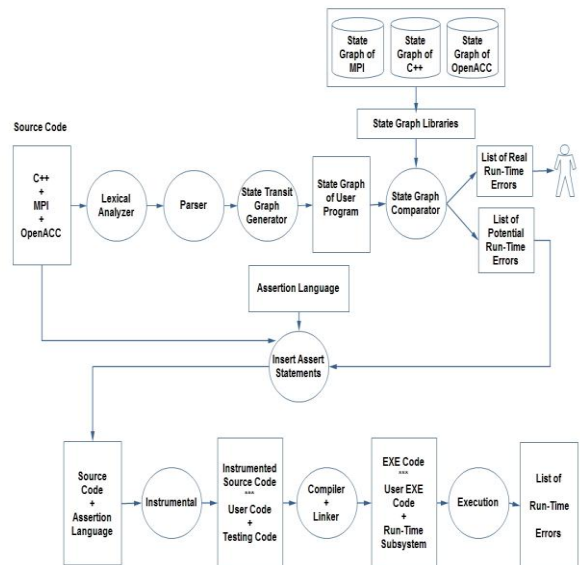 State
Graph of
MPI
State
Graph of
C++
State
Graph of
OpenACC
State Graph Libraries
Source Code
C++
+
MPI
+
OpenACC
Lexical
Analyzer
Parser
State Transit
Graph
Generator
State Graph
of User
Program
State Graph
Comparator
List of Real
Run-Time
Errors
List of
Potential
Run-Time
Errors
Assertion Language
Insert Assert
Statements
Source
Code
+
Assertion
Language
Instrumental
Instrumented
Source Code
***
User Code
+
Testing Code
Compiler
+
Linker
EXE Code
***
User EXE
Code
+
Run-Time
Subsystem
Execution
List of
Run-Time
Errors